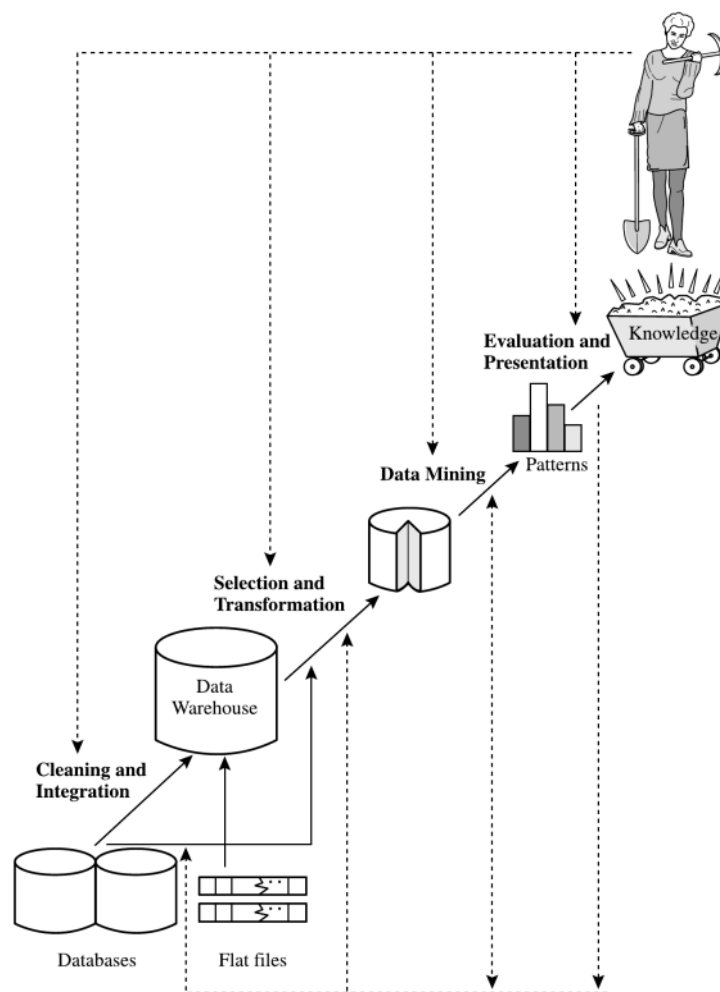 Knowledge
Evaluation and
Presentation
Patterns
Data Mining
Selection and
Transformation
Data
Warehouse
Cleaning and
Integration
Databases
Flat files